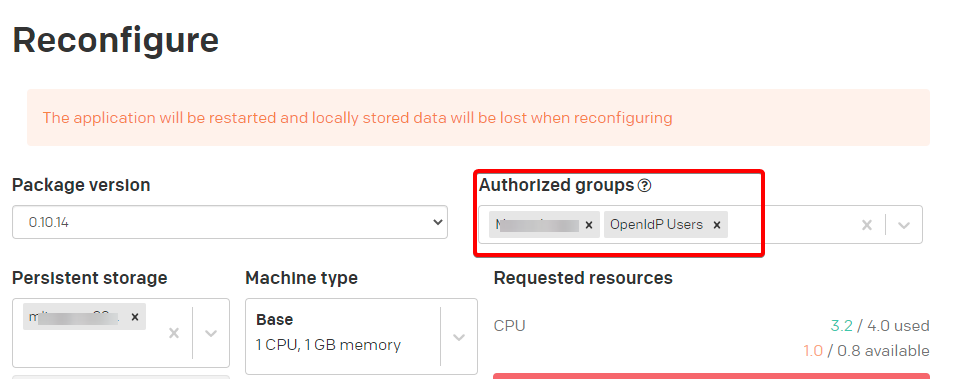 Reconfigure
The application will be restarted and locally stored data will be lost when reconfiguring
Package version
0.10.14
Authorized groups ?
× OpenIdP Users × ×
Persistent storage
× ×
Machine type
Base
1 CPU, 1 GB memory
Requested resources
CPU
3.2 / 4.0 used
1.0 / 0.8 available